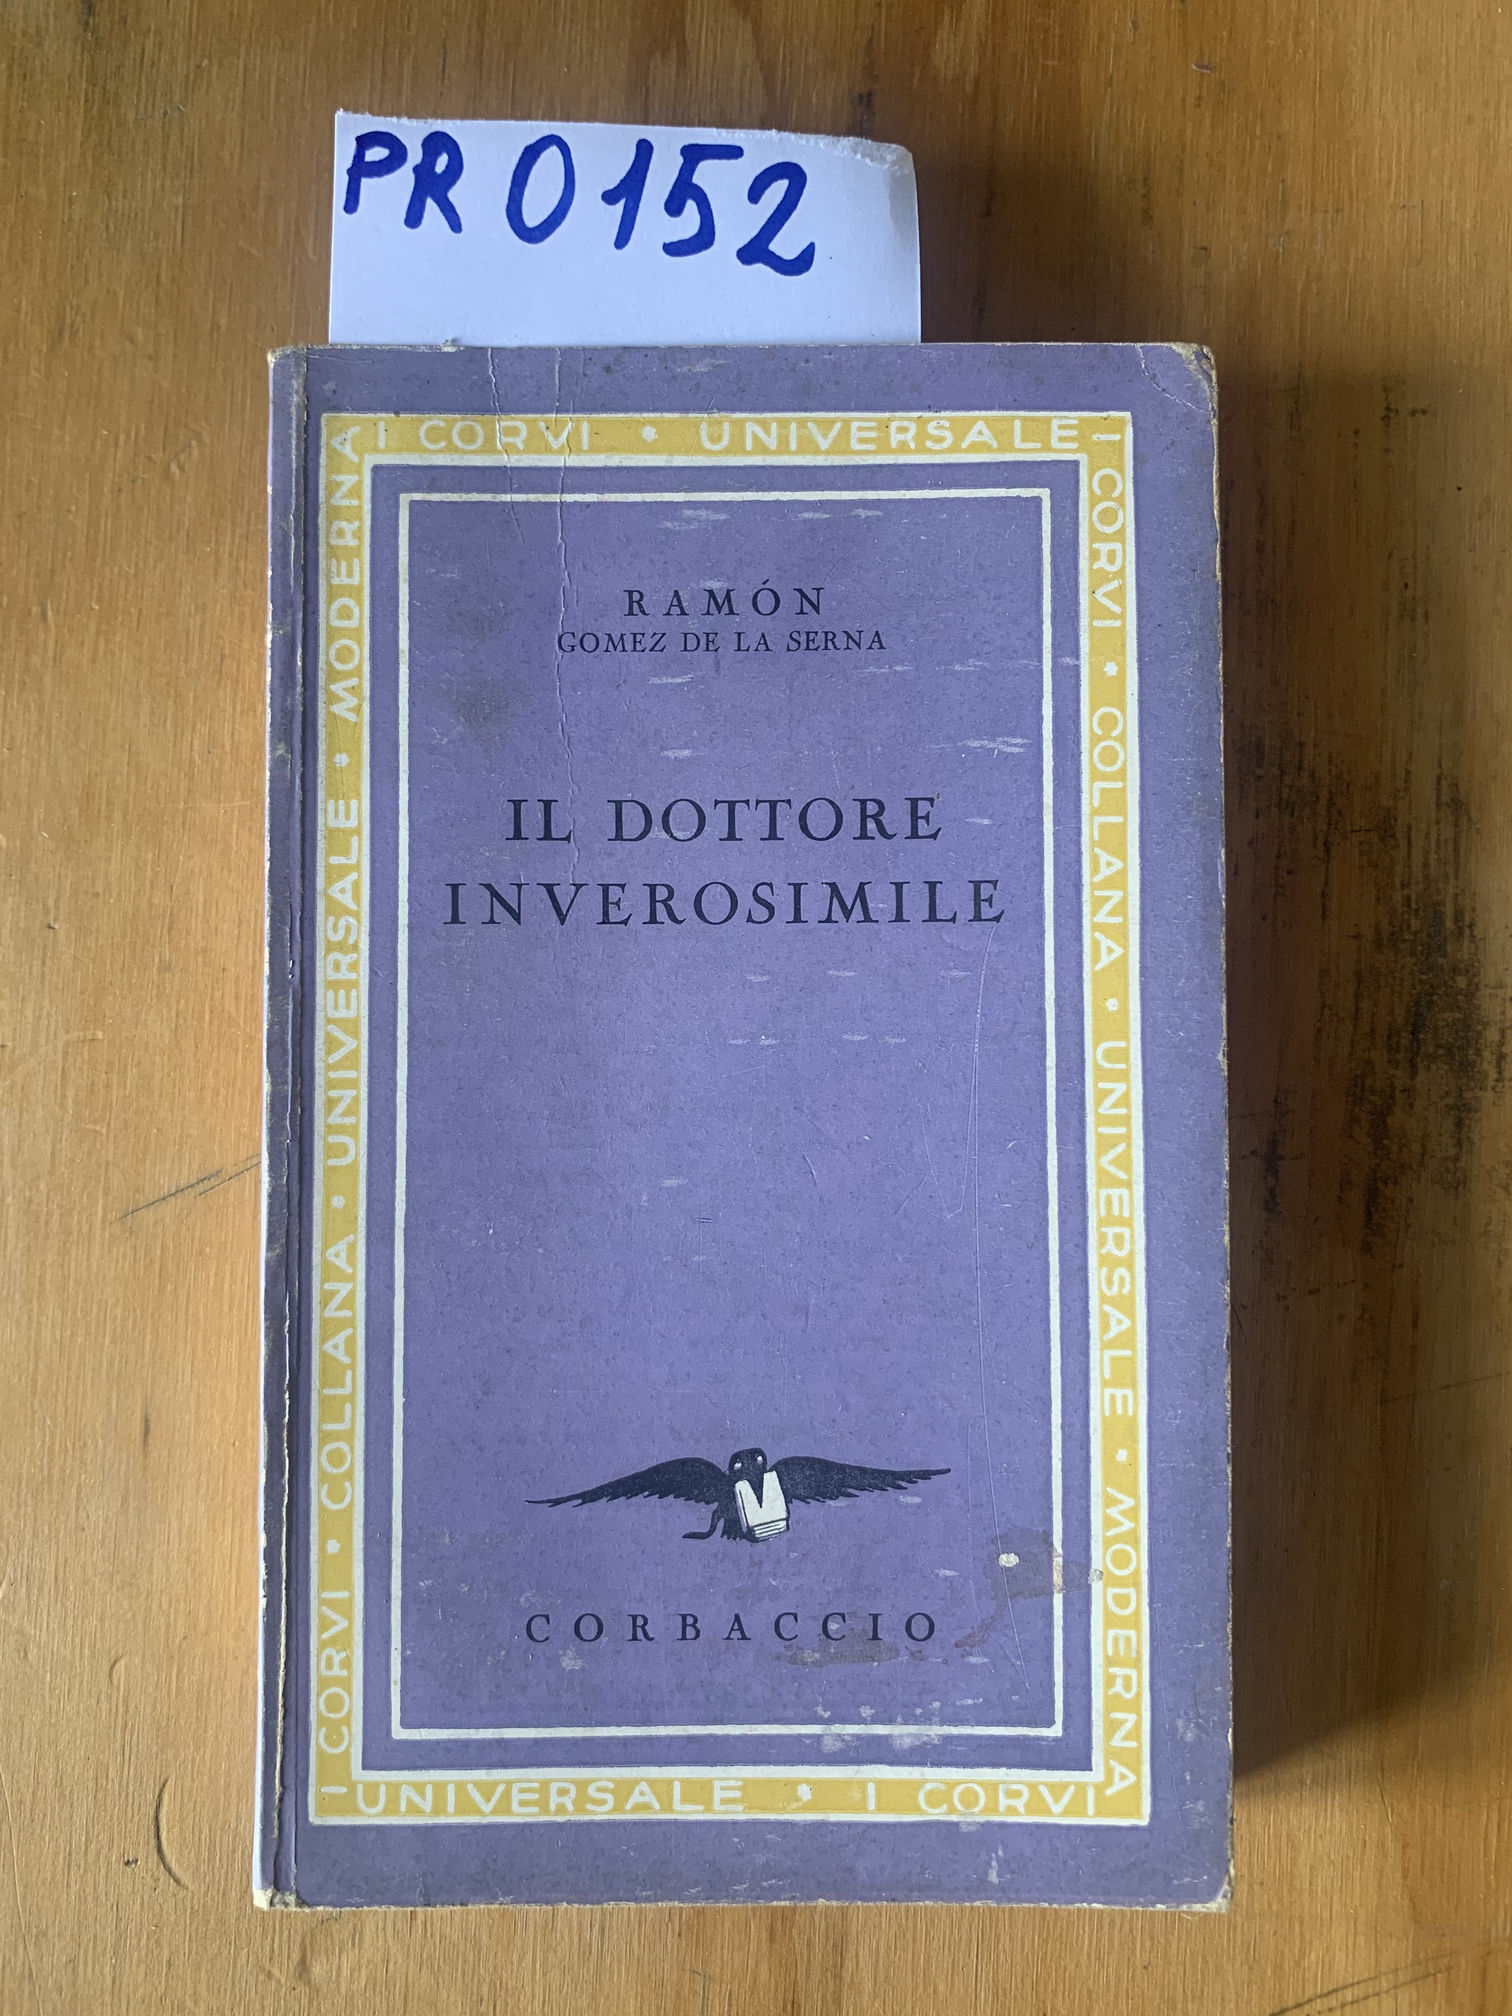 PR 0152
I CORVI • UNIVERSALE
I CORVI • COLLANA • UNIVERSALE • MODERNA
I CORVI • COLLANA • UNIVERSALE • MODERNA
RAMÓN
GOMEZ DE LA SERNA
IL DOTTORE
INVEROSIMILE
CORBACCIO
UNIVERSALE • I CORVI